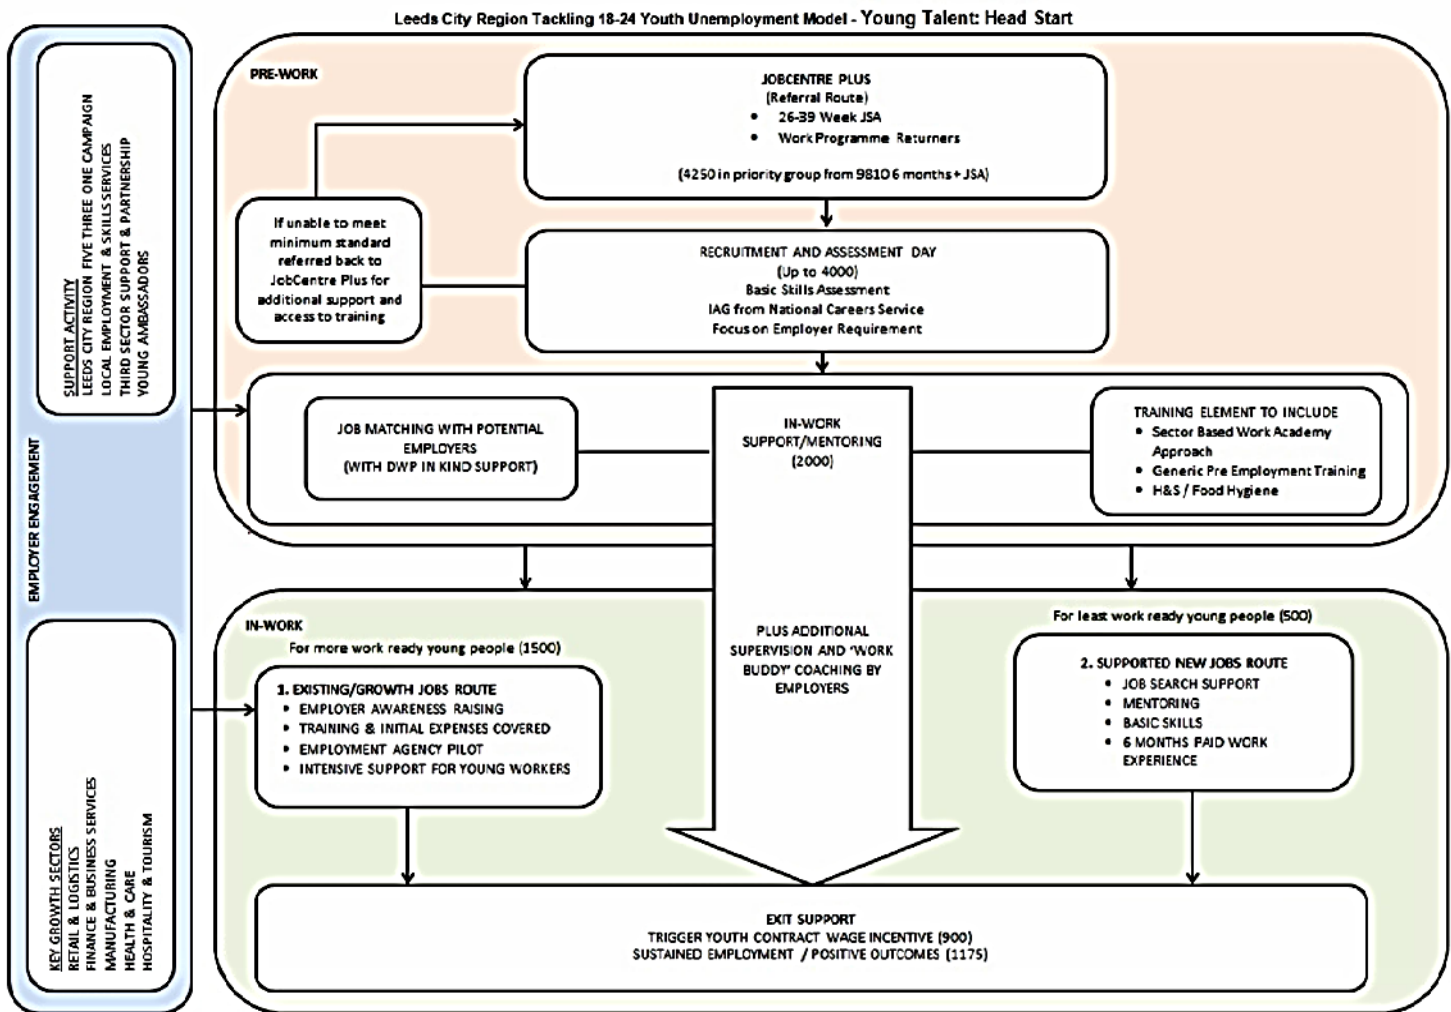 Leeds City Region Tackling 18-24 Youth Unemployment Model - Young Talent: Head Start
EMPLOYER ENGAGEMENT
SUPPORT ACTIVITY
LEEDS CITY REGION FIVE THREE ONE CAMPAIGN
LOCAL EMPLOYMENT & SKILLS SERVICES
THIRD SECTOR SUPPORT & PARTNERSHIP
YOUNG AMBASSADORS
KEY GROWTH SECTORS
RETAIL & LOGISTICS
FINANCE & BUSINESS SERVICES
MANUFACTURING
HEALTH & CARE
HOSPITALITY & TOURISM
PRE-WORK
JOBCENTRE PLUS
(Referral Route)
• 26-39 Week JSA
• Work Programme Returners
(4250 in priority group from 9810 6 months + JSA)
If unable to meet
minimum standard
referred back to
JobCentre Plus for
additional support and
access to training
RECRUITMENT AND ASSESSMENT DAY
(Up to 4000)
Basic Skills Assessment
IAG from National Careers Service
Focus on Employer Requirement
JOB MATCHING WITH POTENTIAL
EMPLOYERS
(WITH DWP IN KIND SUPPORT)
IN-WORK
SUPPORT/MENTORING
(2000)
TRAINING ELEMENT TO INCLUDE
• Sector Based Work Academy
Approach
• Generic Pre Employment Training
• H&S / Food Hygiene
IN-WORK
For more work ready young people (1500)
1. EXISTING/GROWTH JOBS ROUTE
• EMPLOYER AWARENESS RAISING
• TRAINING & INITIAL EXPENSES COVERED
• EMPLOYMENT AGENCY PILOT
• INTENSIVE SUPPORT FOR YOUNG WORKERS
PLUS ADDITIONAL
SUPERVISION AND 'WORK
BUDDY' COACHING BY
EMPLOYERS
For least work ready young people (500)
2. SUPPORTED NEW JOBS ROUTE
• JOB SEARCH SUPPORT
• MENTORING
• BASIC SKILLS
• 6 MONTHS PAID WORK
EXPERIENCE
EXIT SUPPORT
TRIGGER YOUTH CONTRACT WAGE INCENTIVE (900)
SUSTAINED EMPLOYMENT / POSITIVE OUTCOMES (1175)